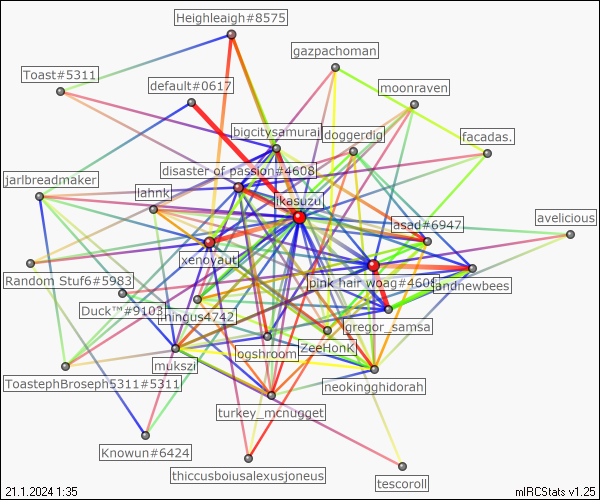 Heighleaigh#8575
gazpachoman
Toast#5311
default#0617
moonraven
bigcitysamurai
doggerdig
facadas.
disaster of passion#4608
jarlbreadmaker
lahnk
ikasuzu
asad#6947
avelicious
xenoyaut
Random Stuf6#5983
pink hair woag#4608
andnewbees
Duck™#9103
mingus4742
gregor_samsa
ZeeHonk
ogshroom
mukszi
ToastephBroseph5311#5311
neokingghidorah
turkey_mcnugget
Knowun#6424
thiccusboiusalexusjoneus
tescoroll
21.1.2024 1:35
mIRCStats v1.25